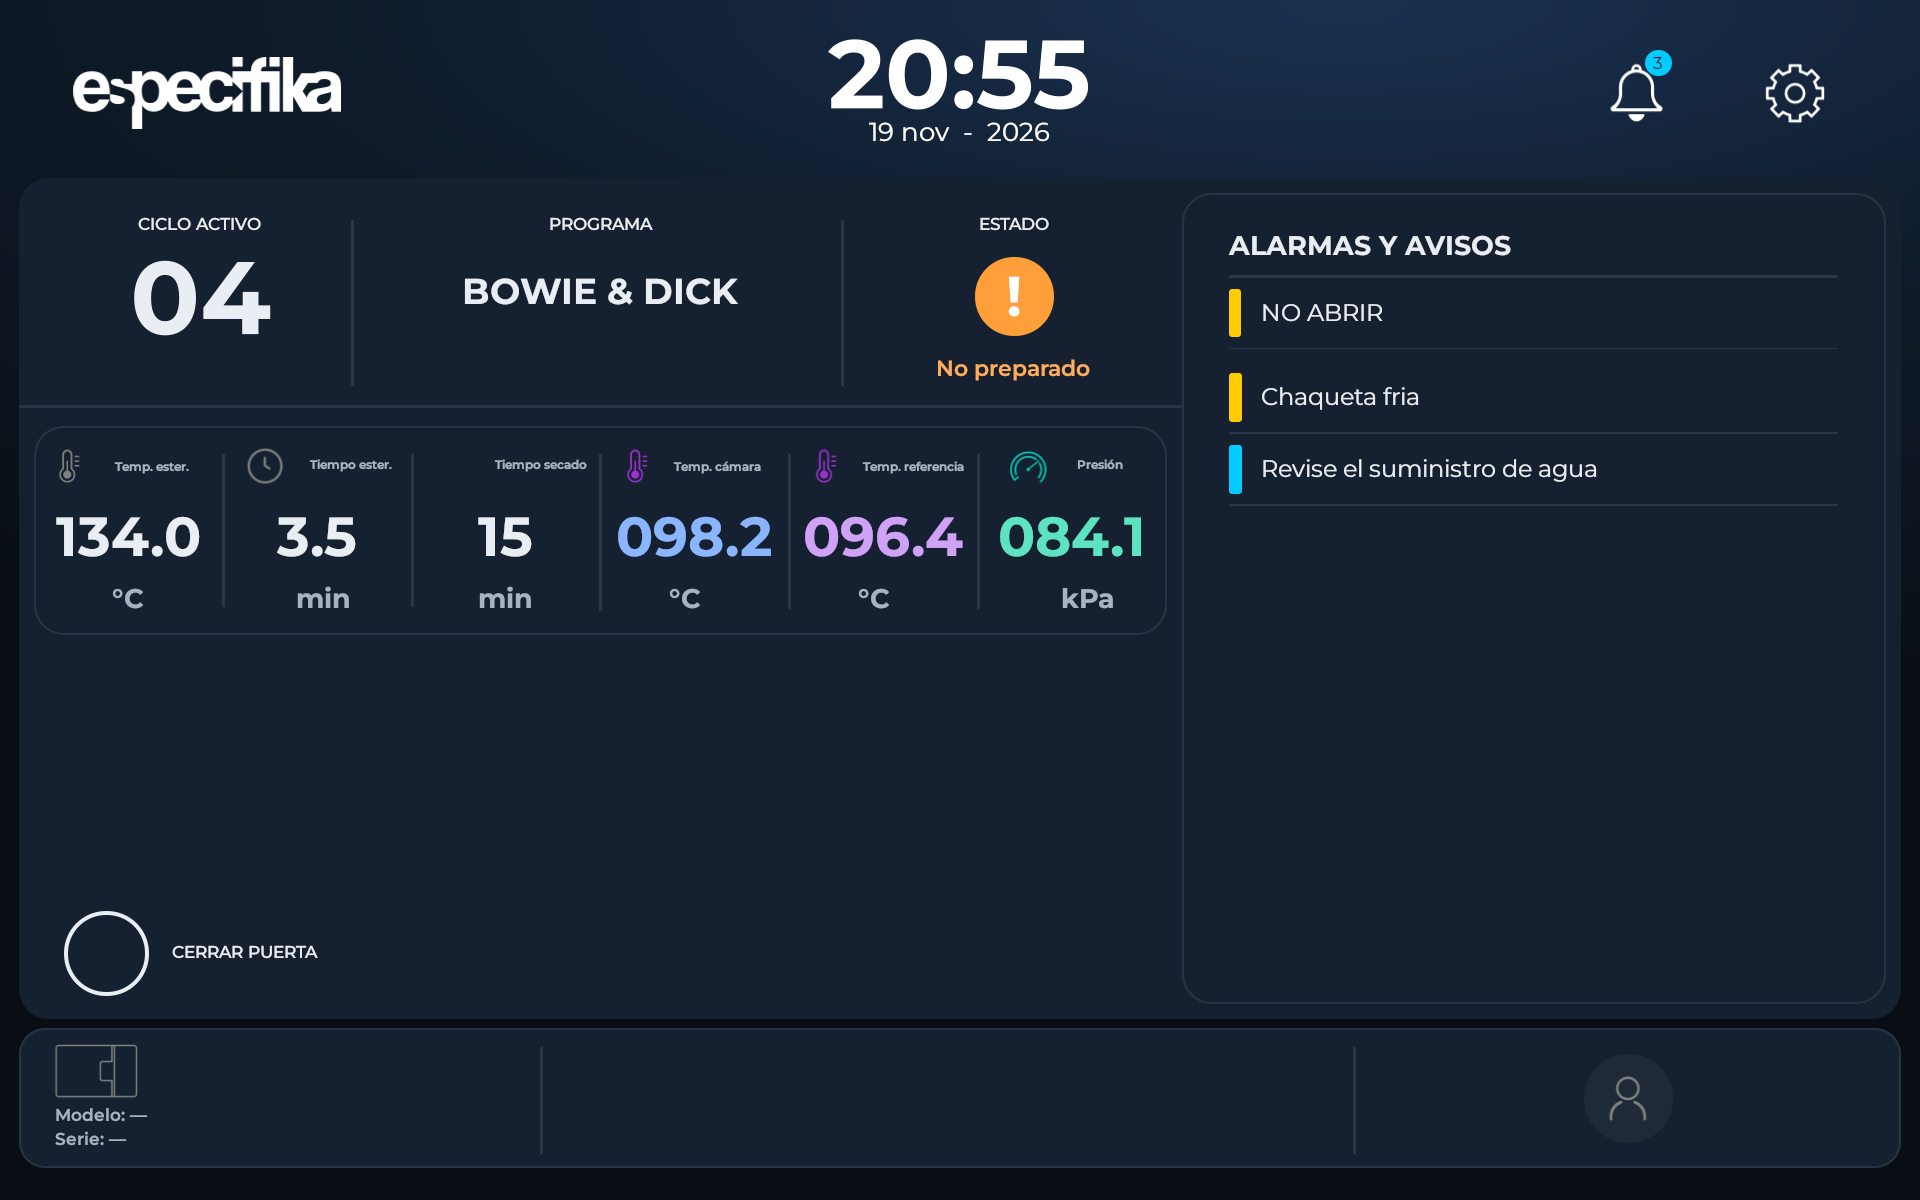 especifika
20:55
19 nov - 2026
3
CICLO ACTIVO
04
PROGRAMA
BOWIE & DICK
ESTADO
!
No preparado
Temp. ester.
134.0
°C
Tiempo ester.
3.5
min
Tiempo secado
15
min
Temp. cámara
098.2
°C
Temp. referencia
096.4
°C
Presión
084.1
kPa
CERRAR PUERTA
ALARMAS Y AVISOS
NO ABRIR
Chaqueta fria
Revise el suministro de agua
Modelo: —
Serie: —